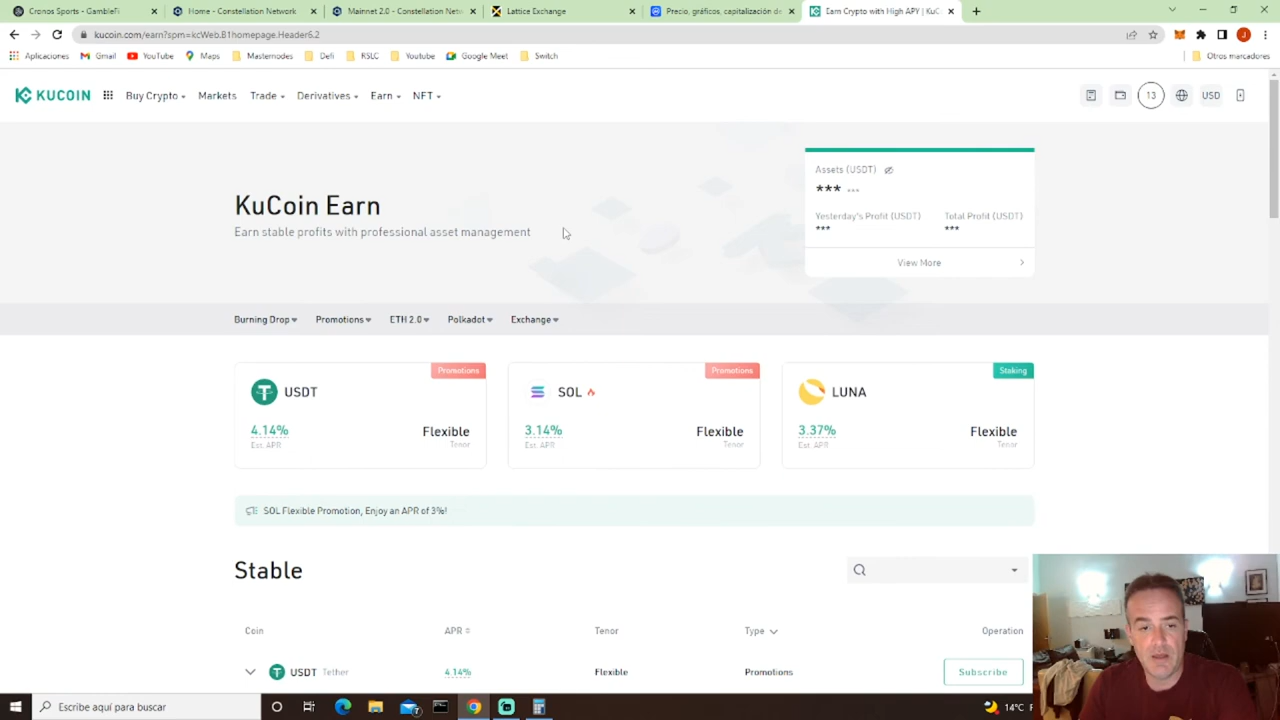 Cronos Sports - GambleFi
Home - Constellation Network
Mainnet 2.0 - Constellation Netw
Lattice Exchange
Precio, gráficos, capitalización de
Earn Crypto with High APY | KuC
kucoin.com/earn?spm=kcWeb.B1homepage.Header6.2
Aplicaciones
Gmail
YouTube
Maps
Masternodes
Defi
RSLC
Youtube
Google Meet
Switch
Otros marcadores
KUCOIN
Buy Crypto
Markets
Trade
Derivatives
Earn
NFT
13
USD
KuCoin Earn
Earn stable profits with professional asset management
Assets (USDT)
*** ...
Yesterday's Profit (USDT)
Total Profit (USDT)
***
***
View More
Burning Drop
Promotions
ETH 2.0
Polkadot
Exchange
Promotions
USDT
4.14%
Flexible
Est. APR
Tenor
Promotions
SOL
3.14%
Flexible
Est. APR
Tenor
Staking
LUNA
3.37%
Flexible
Est. APR
Tenor
SOL Flexible Promotion, Enjoy an APR of 3%!
Stable
Coin
APR
Tenor
Type
Operation
USDT Tether
4.14%
Flexible
Promotions
Subscribe
Escribe aquí para buscar
7
14°C